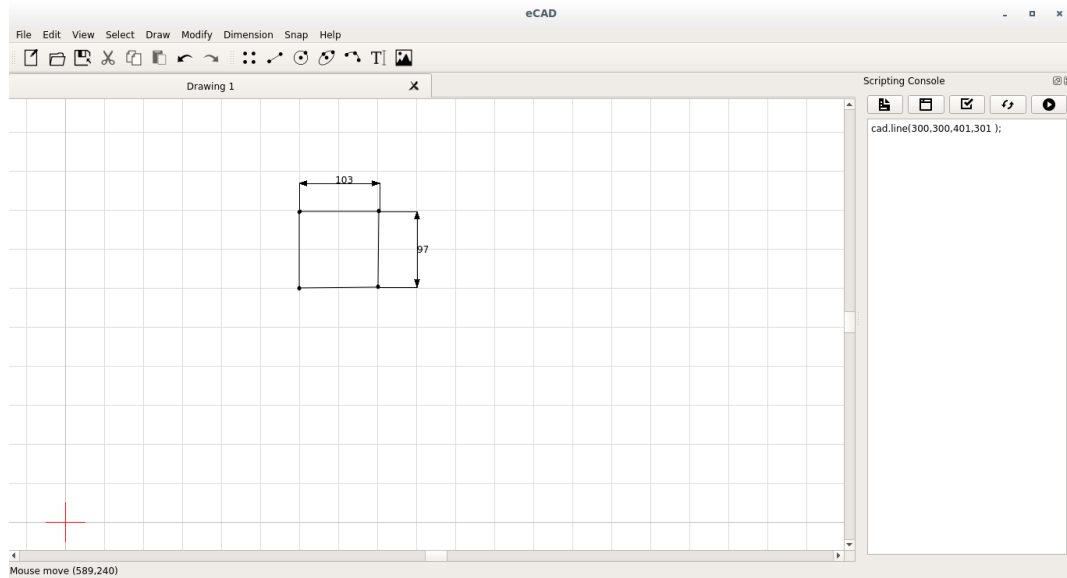 eCAD
File Edit View Select Draw Modify Dimension Snap Help
Drawing 1
Scripting Console
cad.line(300,300,401,301 );
103
97
Mouse move (589,240)